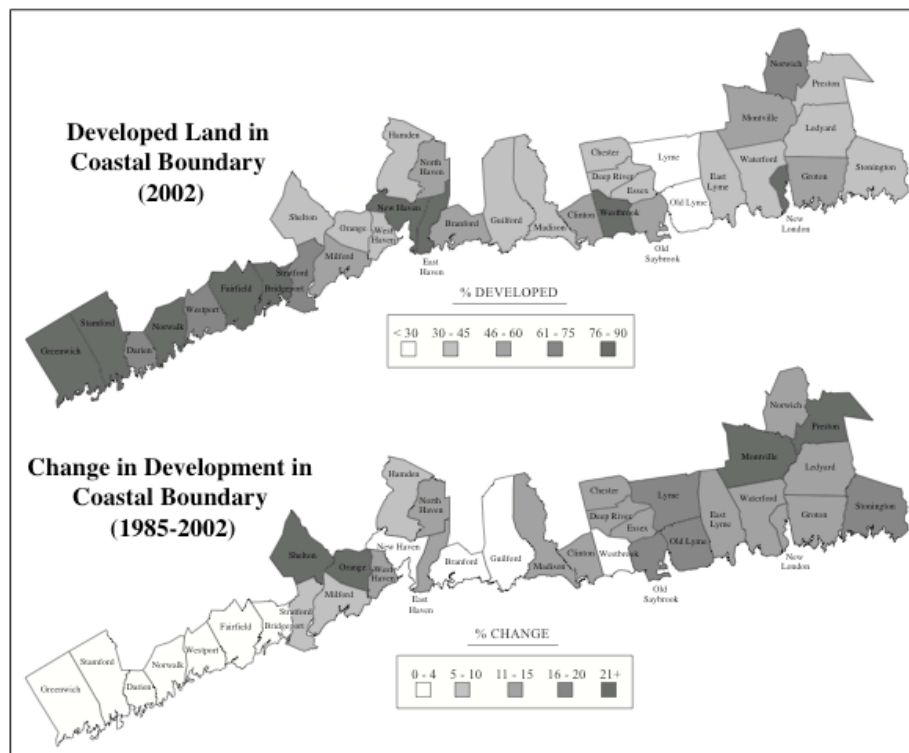 Developed Land in
Coastal Boundary
(2002)
Norwich
Preston
Montville
Ledyard
Hamden
North
Haven
Chester
Lyme
Waterford
Stonington
Deep River
Essex
East
Lyme
Groton
Shelton
New Haven
Old Lyme
Orange
West
Haven
Branford
Guilford
Madison
Clinton
Westbrook
New
London
Milford
East
Haven
Old
Saybrook
Stratford
Bridgeport
Fairfield
Westport
Norwalk
Stamford
Darien
Greenwich
% DEVELOPED
< 30 30 - 45 46 - 60 61 - 75 76 - 90
Change in Development in
Coastal Boundary
(1985-2002)
Norwich
Preston
Montville
Ledyard
Hamden
North
Haven
Chester
Lyme
Waterford
Stonington
Deep River
Essex
East
Lyme
Groton
Shelton
New Haven
Old Lyme
Orange
West
Haven
Branford
Guilford
Madison
Clinton
Westbrook
New
London
Milford
East
Haven
Old
Saybrook
Stratford
Bridgeport
Fairfield
Westport
Norwalk
Stamford
Darien
Greenwich
% CHANGE
0 - 4 5 - 10 11 - 15 16 - 20 21+